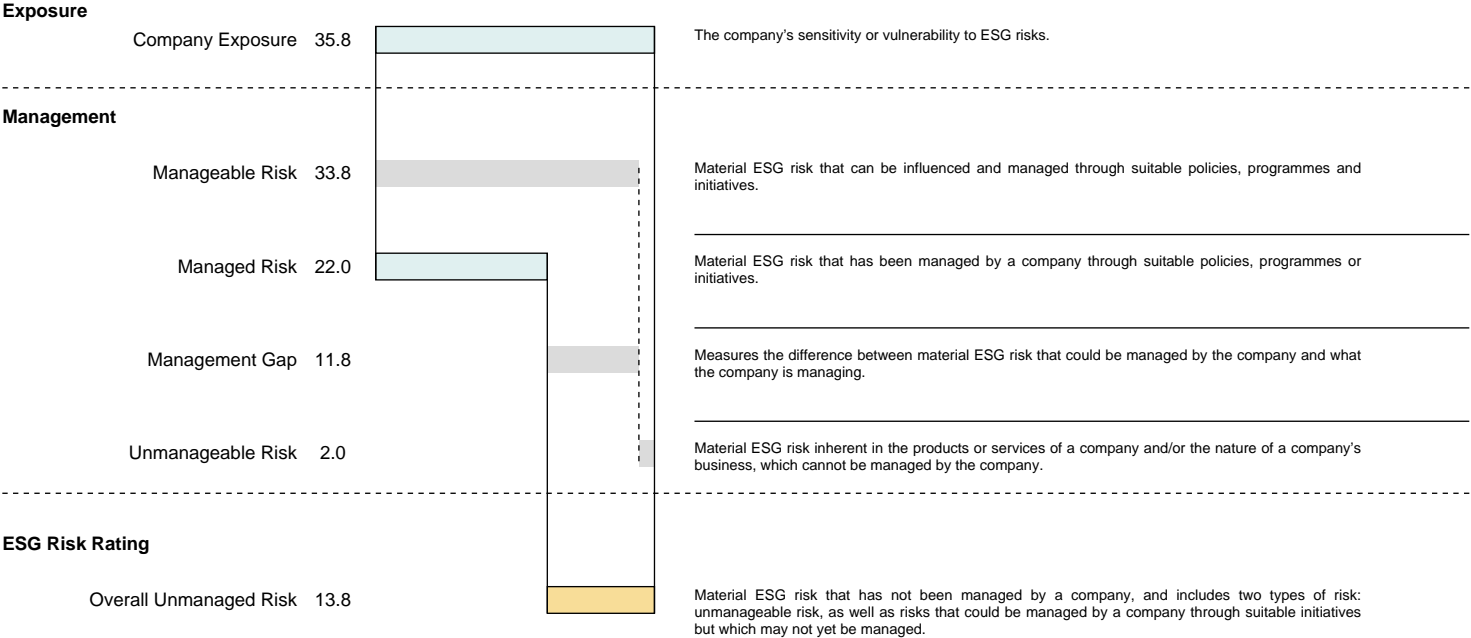 Exposure
Company Exposure 35.8
The company’s sensitivity or vulnerability to ESG risks.
Management
Manageable Risk 33.8
Material ESG risk that can be influenced and managed through suitable policies, programmes and
initiatives.
Managed Risk 22.0
Material ESG risk that has been managed by a company through suitable policies, programmes or
initiatives.
Management Gap 11.8
Measures the difference between material ESG risk that could be managed by the company and what
the company is managing.
Unmanageable Risk 2.0
Material ESG risk inherent in the products or services of a company and/or the nature of a company’s
business, which cannot be managed by the company.
ESG Risk Rating
Overall Unmanaged Risk 13.8
Material ESG risk that has not been managed by a company, and includes two types of risk:
unmanageable risk, as well as risks that could be managed by a company through suitable initiatives
but which may not yet be managed.